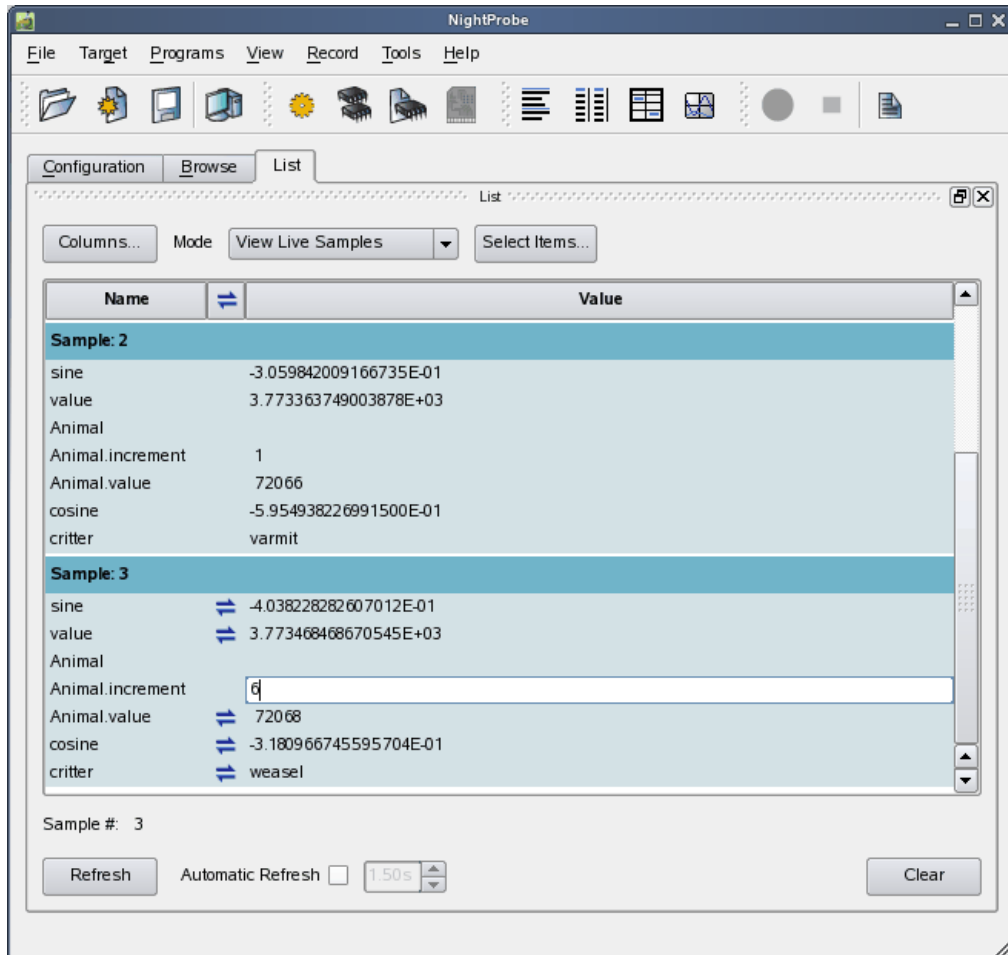 NightProbe
File Target Programs View Record Tools Help
Configuration Browse List
List
Columns... Mode View Live Samples Select Items...
Name Value
Sample: 2
sine -3.059842009166735E-01
value 3.773363749003878E+03
Animal
Animal.increment 1
Animal.value 72066
cosine -5.954938226991500E-01
critter varmit
Sample: 3
sine -4.038228282607012E-01
value 3.773468468670545E+03
Animal
Animal.increment 6
Animal.value 72068
cosine -3.180966745595704E-01
critter weasel
Sample #: 3
Refresh Automatic Refresh 1.50s Clear